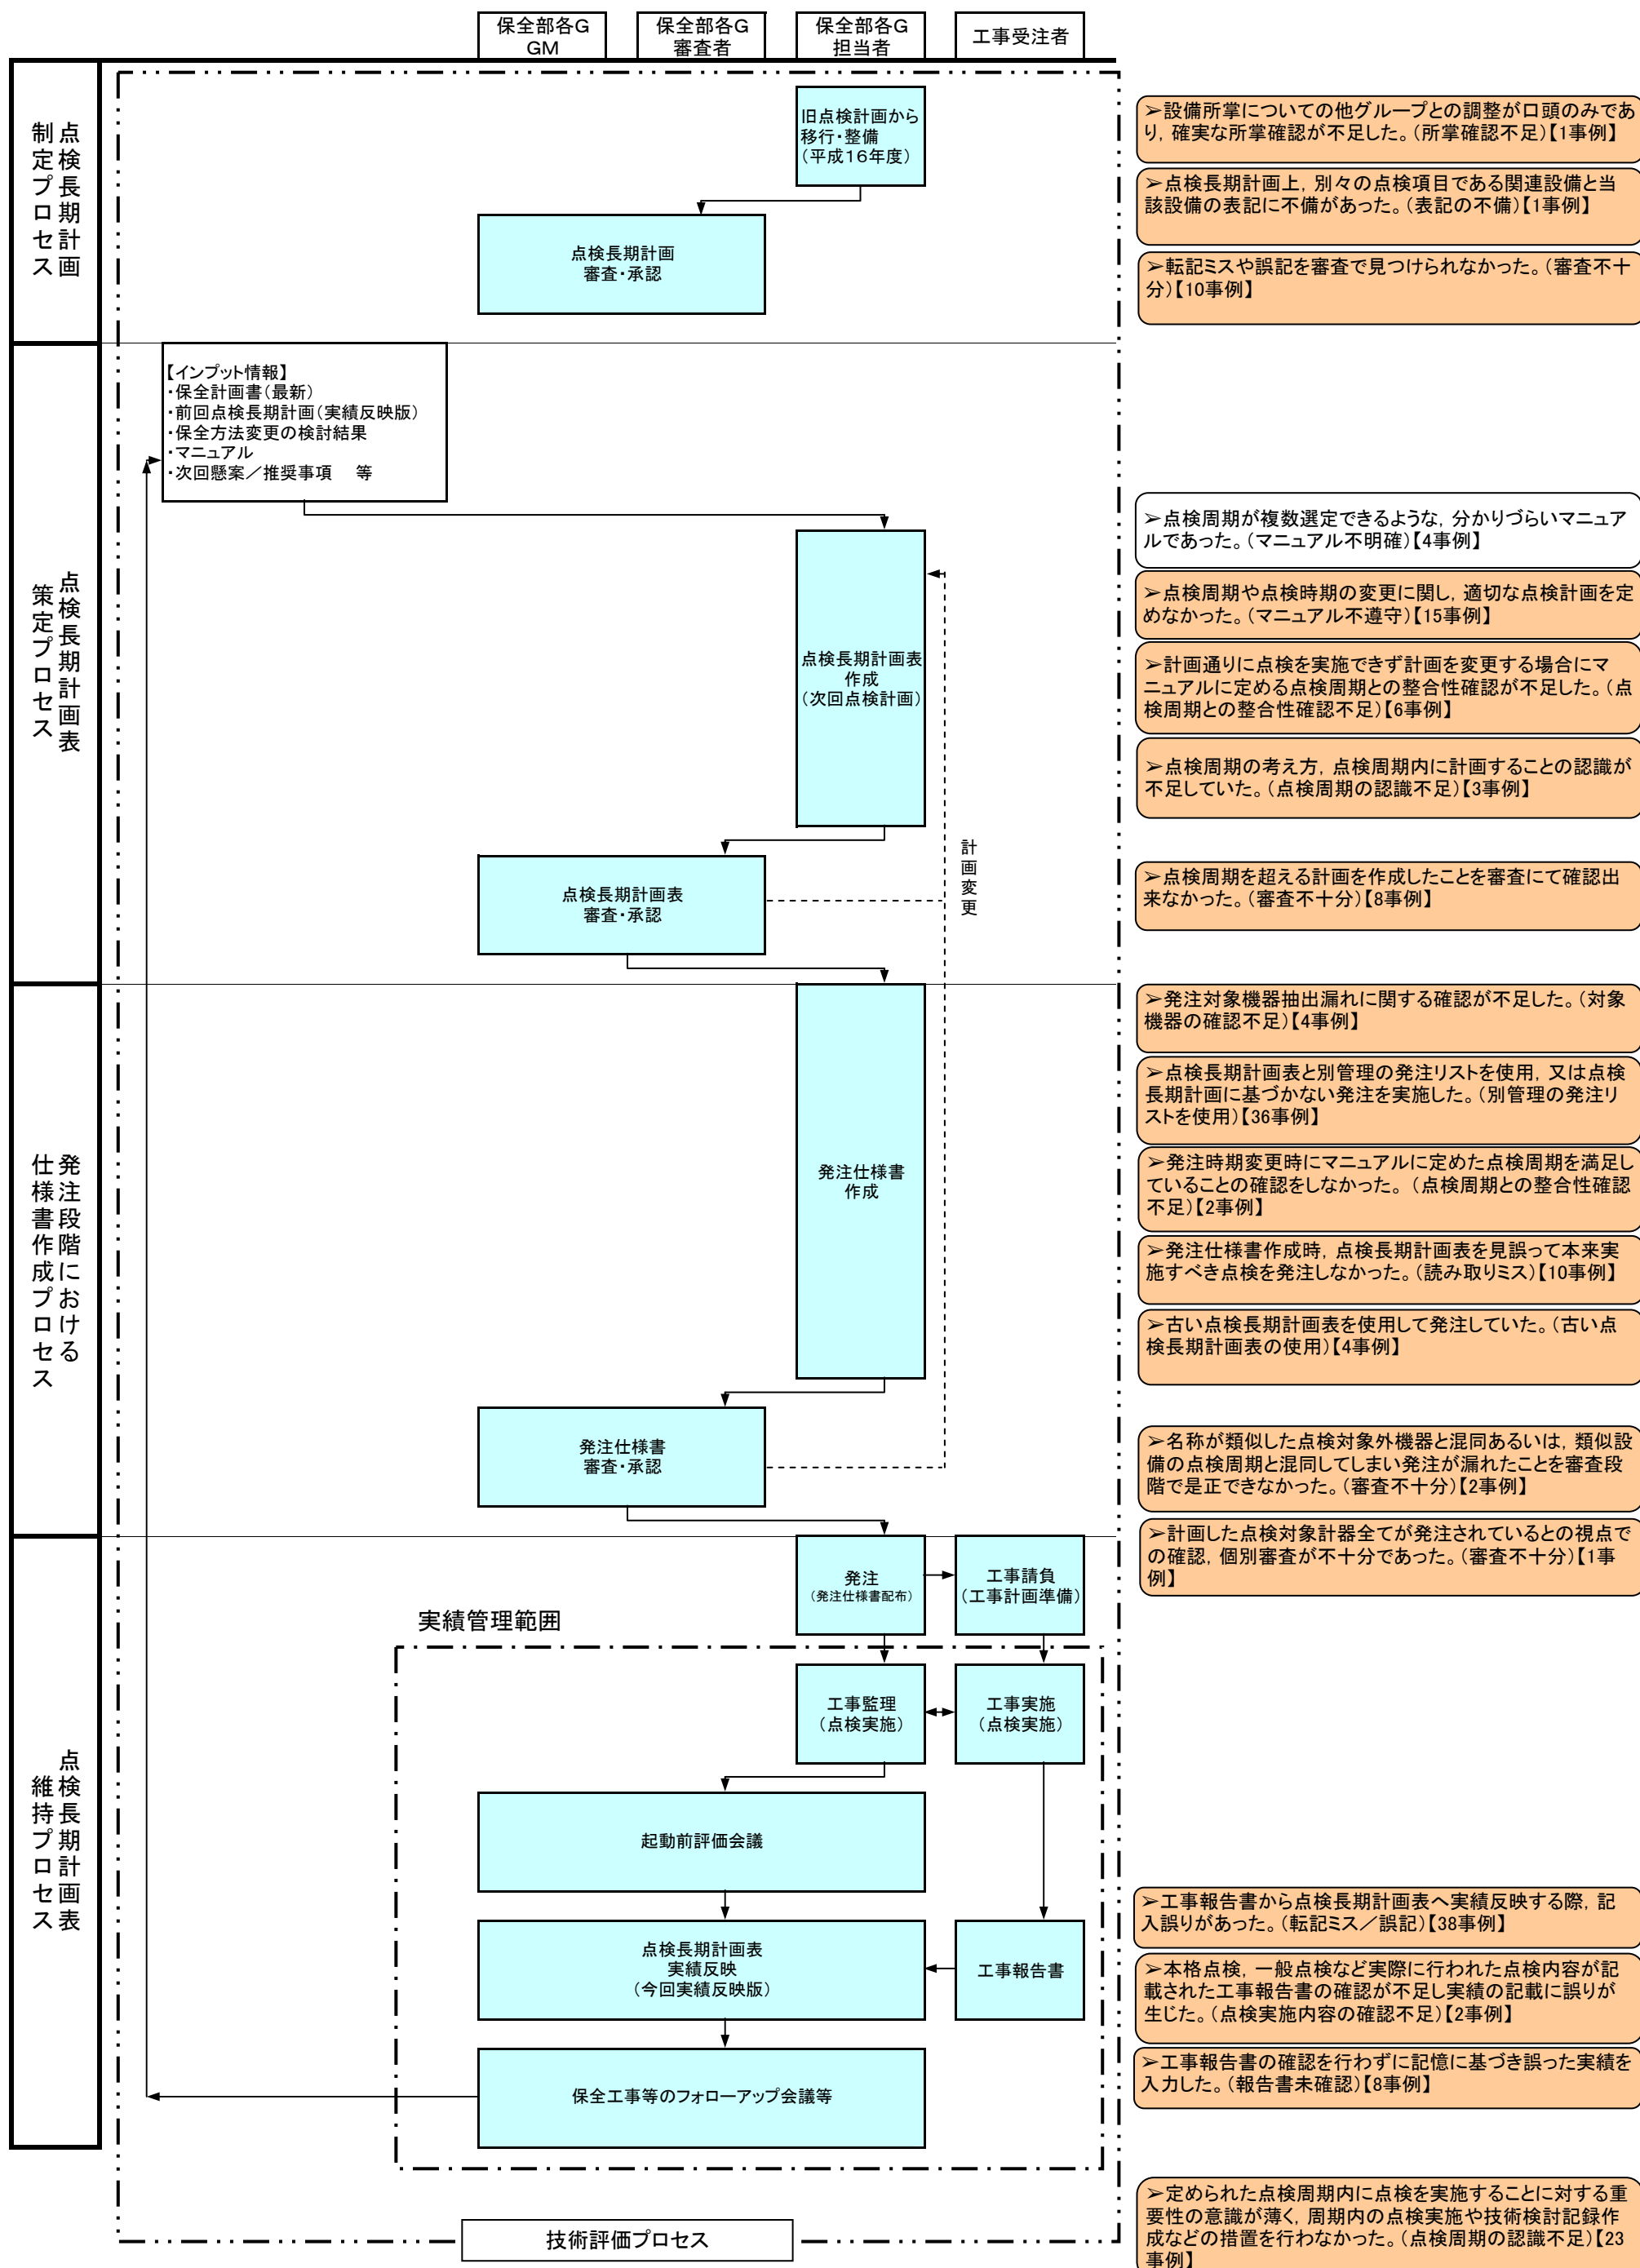 保全部各G
GM
保全部各G
審査者
保全部各G
担当者
工事受注者
点検長期計画
制定プロセス
旧点検計画から
移行・整備
(平成16年度)
点検長期計画
審査・承認
➢設備所掌についての他グループとの調整が口頭のみであ
り，確実な所掌確認が不足した。(所掌確認不足)【1事例】
➢点検長期計画上，別々の点検項目である関連設備と当
該設備の表記に不備があった。(表記の不備)【1事例】
➢転記ミスや誤記を審査で見つけられなかった。(審査不十
分)【10事例】
点検長期計画表
策定プロセス
【インプット情報】
・保全計画書(最新)
・前回点検長期計画(実績反映版)
・保全方法変更の検討結果
・マニュアル
・次回懸案／推奨事項　等
点検長期計画表
作成
(次回点検計画)
計画変更
点検長期計画表
審査・承認
➢点検周期が複数選定できるような，分かりづらいマニュア
ルであった。(マニュアル不明確)【4事例】
➢点検周期や点検時期の変更に関し，適切な点検計画を定
めなかった。(マニュアル不遵守)【15事例】
➢計画通りに点検を実施できず計画を変更する場合にマ
ニュアルに定める点検周期との整合性確認が不足した。(点
検周期との整合性確認不足)【6事例】
➢点検周期の考え方，点検周期内に計画することの認識が
不足していた。(点検周期の認識不足)【3事例】
➢点検周期を超える計画を作成したことを審査にて確認出
来なかった。(審査不十分)【8事例】
発注段階における
仕様書作成プロセス
発注仕様書
作成
発注仕様書
審査・承認
➢発注対象機器抽出漏れに関する確認が不足した。(対象
機器の確認不足)【4事例】
➢点検長期計画表と別管理の発注リストを使用，又は点検
長期計画に基づかない発注を実施した。(別管理の発注リ
ストを使用)【36事例】
➢発注時期変更時にマニュアルに定めた点検周期を満足し
ていることの確認をしなかった。(点検周期との整合性確認
不足)【2事例】
➢発注仕様書作成時，点検長期計画表を見誤って本来実
施すべき点検を発注しなかった。(読み取りミス)【10事例】
➢古い点検長期計画表を使用して発注していた。(古い点
検長期計画表の使用)【4事例】
➢名称が類似した点検対象外機器と混同あるいは，類似設
備の点検周期と混同してしまい発注が漏れたことを審査段
階で是正できなかった。(審査不十分)【2事例】
➢計画した点検対象計器全てが発注されているとの視点で
の確認，個別審査が不十分であった。(審査不十分)【1事
例】
点検長期計画表
維持プロセス
発注
(発注仕様書配布)
工事請負
(工事計画準備)
実績管理範囲
工事監理
(点検実施)
工事実施
(点検実施)
起動前評価会議
点検長期計画表
実績反映
(今回実績反映版)
工事報告書
保全工事等のフォローアップ会議等
➢工事報告書から点検長期計画表へ実績反映する際，記
入誤りがあった。(転記ミス／誤記)【38事例】
➢本格点検，一般点検など実際に行われた点検内容が記
載された工事報告書の確認が不足し実績の記載に誤りが
生じた。(点検実施内容の確認不足)【2事例】
➢工事報告書の確認を行わずに記憶に基づき誤った実績を
入力した。(報告書未確認)【8事例】
技術評価プロセス
➢定められた点検周期内に点検を実施することに対する重
要性の意識が薄く，周期内の点検実施や技術検討記録作
成などの措置を行わなかった。(点検周期の認識不足)【23
事例】